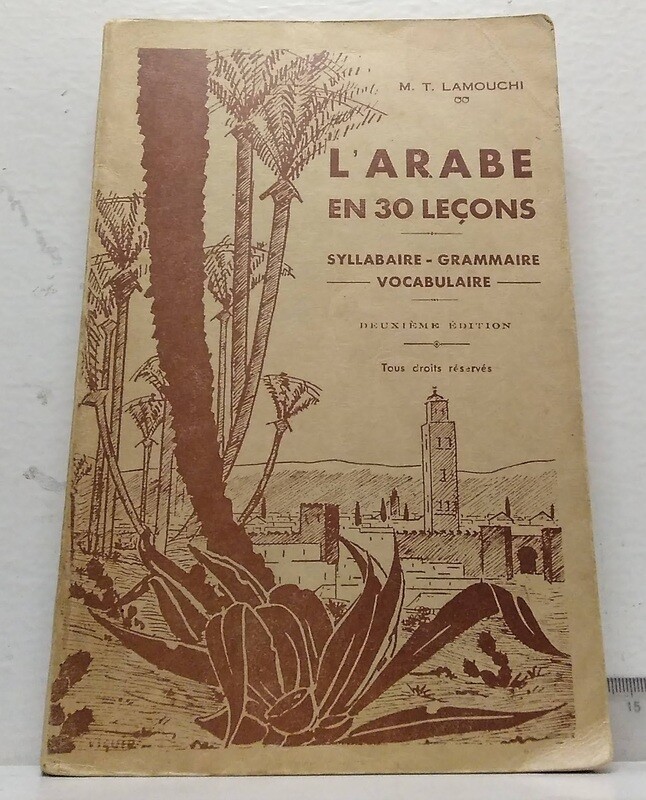 M. T. LAMOUCHI
L'ARABE
EN 30 LEÇONS
SYLLABAIRE - GRAMMAIRE
VOCABULAIRE
DEUXIÈME ÉDITION
Tous droits réservés
15